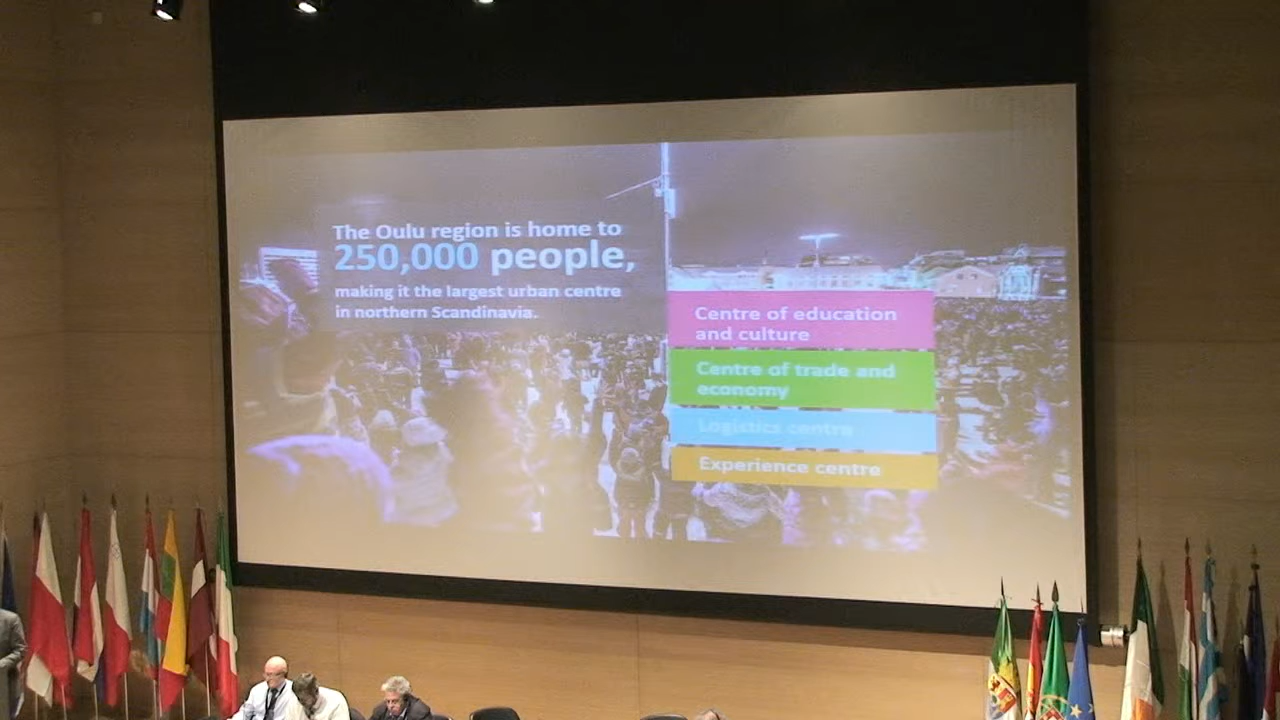 The Oulu region is home to
250,000 people,
making it the largest urban centre
in northern Scandinavia.
Centre of education
and culture
Centre of trade and
economy
Logistics centre
Experience centre